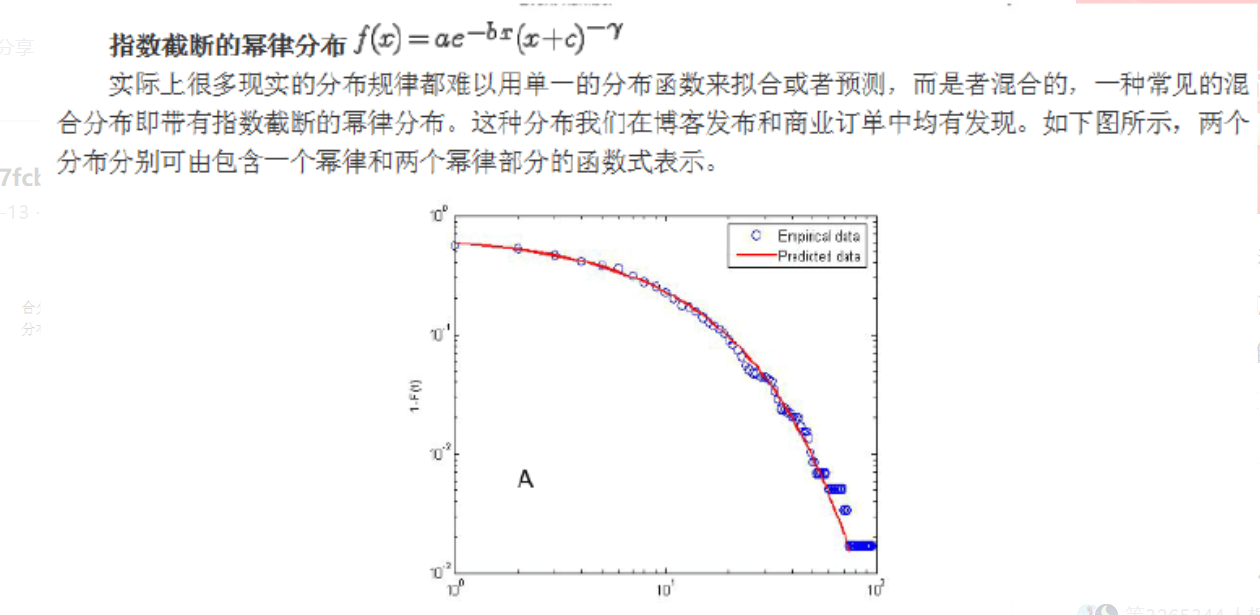 分享
指数截断的幂律分布 f(x)=ae^{-bx}(x+c)^{-γ}
实际上很多现实的分布规律都难以用单一的分布函数来拟合或者预测，而是者混合的，一种常见的混
合分布即带有指数截断的幂律分布。这种分布我们在博客发布和商业订单中均有发现。如下图所示，两个
分布分别可由包含一个幂律和两个幂律部分的函数式表示。
7fcb
-13
合
分
10^0
Empirical data
Predicted data
10^-1
1-F(t)
10^-2
A
10^-2
10^0 10^1 10^2